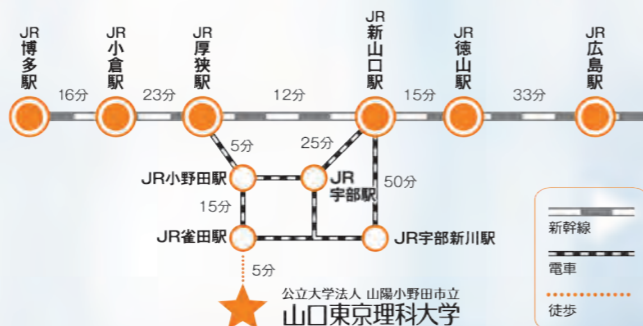 JR博多駅
JR小倉駅
JR厚狭駅
JR新山口駅
JR徳山駅
JR広島駅
16分
23分
12分
15分
33分
5分
25分
50分
JR小野田駅
JR
宇部駅
15分
JR雀田駅
JR宇部新川駅
5分
公立大学法人 山陽小野田市立
山口東京理科大学
新幹線
電車
徒歩